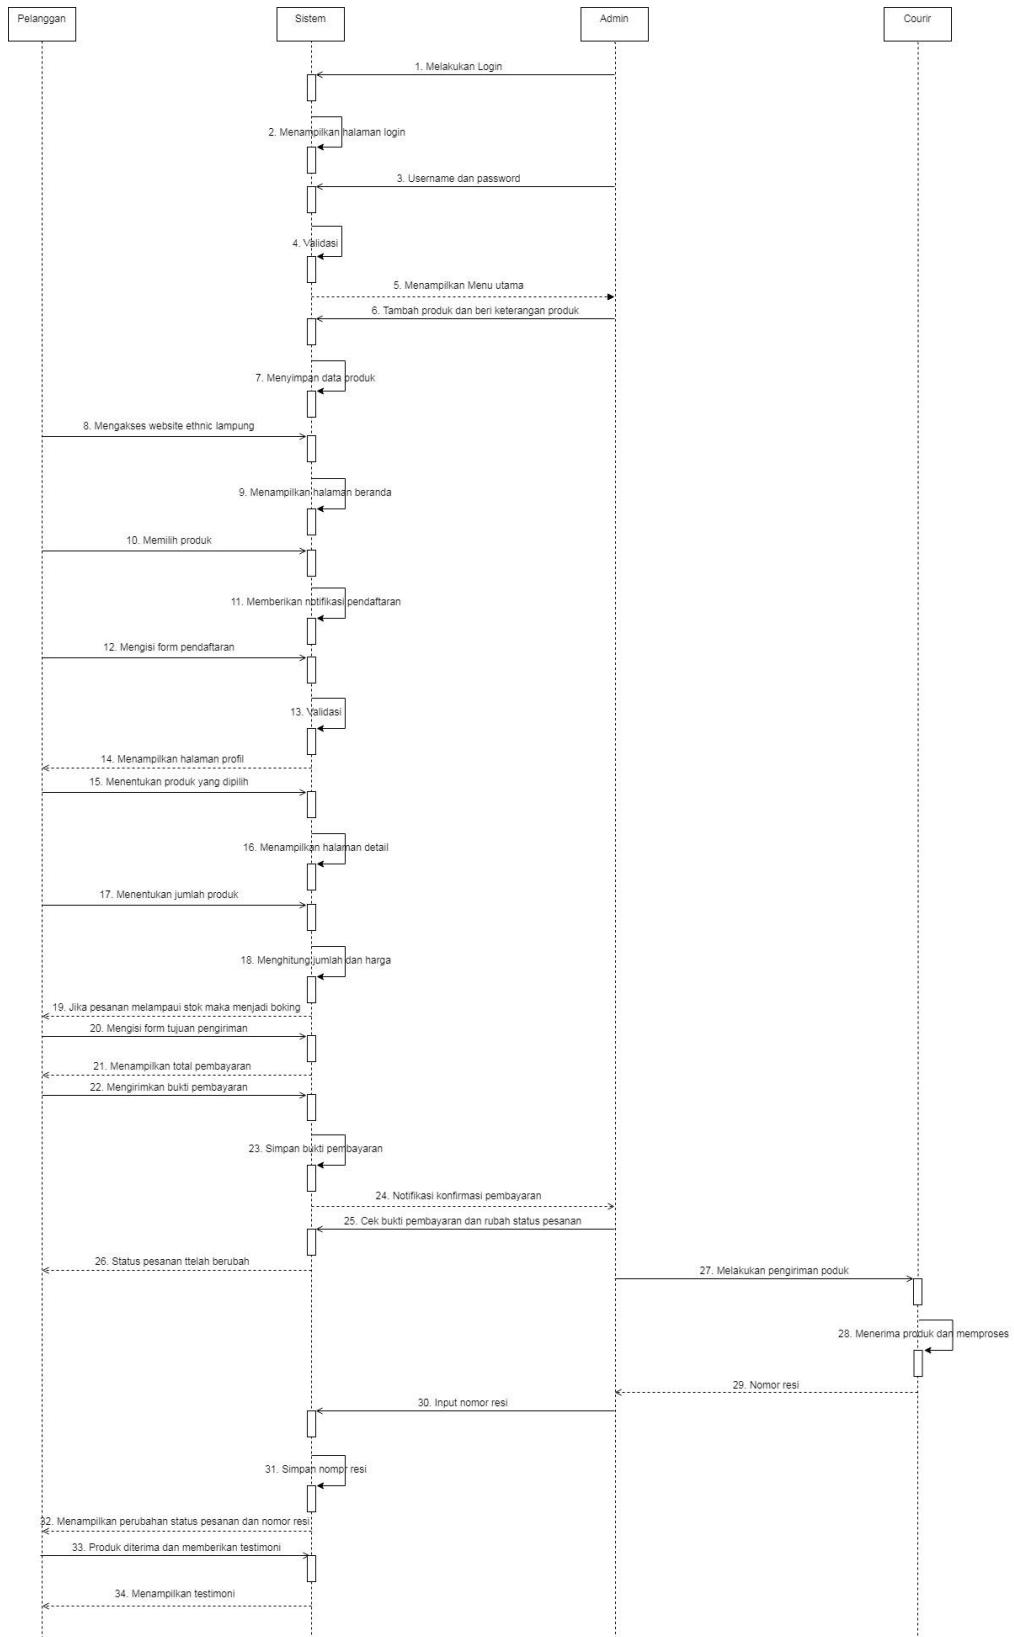 Pelanggan
Sistem
Admin
Courir
1. Melakukan Login
2. Menampilkan halaman login
3. Username dan password
4. Validasi
5. Menampilkan Menu utama
6. Tambah produk dan beri keterangan produk
7. Menyimpan data produk
8. Mengakses website ethnic lampung
9. Menampilkan halaman beranda
10. Memilih produk
11. Memberikan notifikasi pendaftaran
12. Mengisi form pendaftaran
13. Validasi
14. Menampilkan halaman profil
15. Menentukan produk yang dipilih
16. Menampilkan halaman detail
17. Menentukan jumlah produk
18. Menghitung jumlah dan harga
19. Jika pesanan melampaui stok maka menjadi boking
20. Mengisi form tujuan pengiriman
21. Menampilkan total pembayaran
22. Mengirimkan bukti pembayaran
23. Simpan bukti pembayaran
24. Notifikasi konfirmasi pembayaran
25. Cek bukti pembayaran dan rubah status pesanan
26. Status pesanan ttelah berubah
27. Melakukan pengiriman poduk
28. Menerima produk dan memproses
29. Nomor resi
30. Input nomor resi
31. Simpan nompr resi
32. Menampilkan perubahan status pesanan dan nomor resi
33. Produk diterima dan memberikan testimoni
34. Menampilkan testimoni